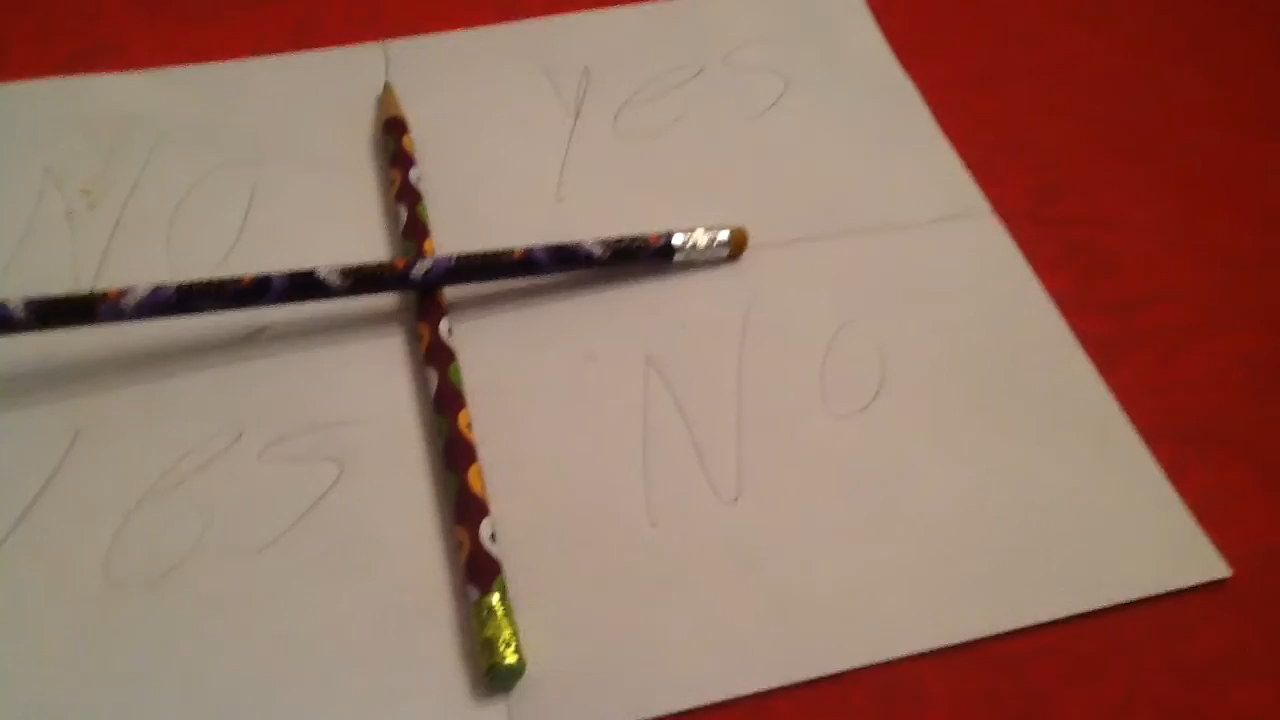 NO yes
yes NO